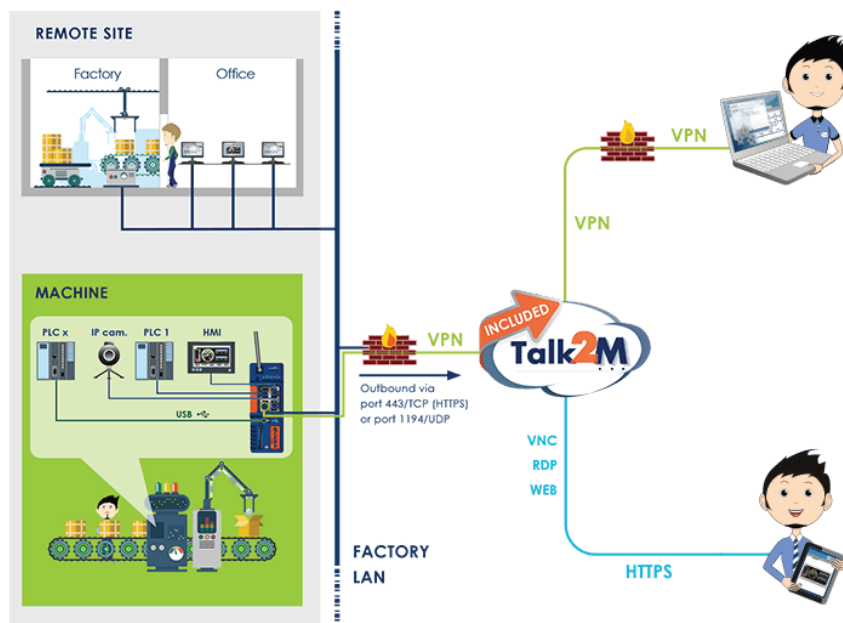 REMOTE SITE
Factory
Office
MACHINE
PLC x
IP cam.
PLC 1
HMI
USB
VPN
Outbound via
port 443/TCP (HTTPS)
or port 1194/UDP
FACTORY
LAN
INCLUDED
Talk2M
VPN
VPN
VNC
RDP
WEB
HTTPS